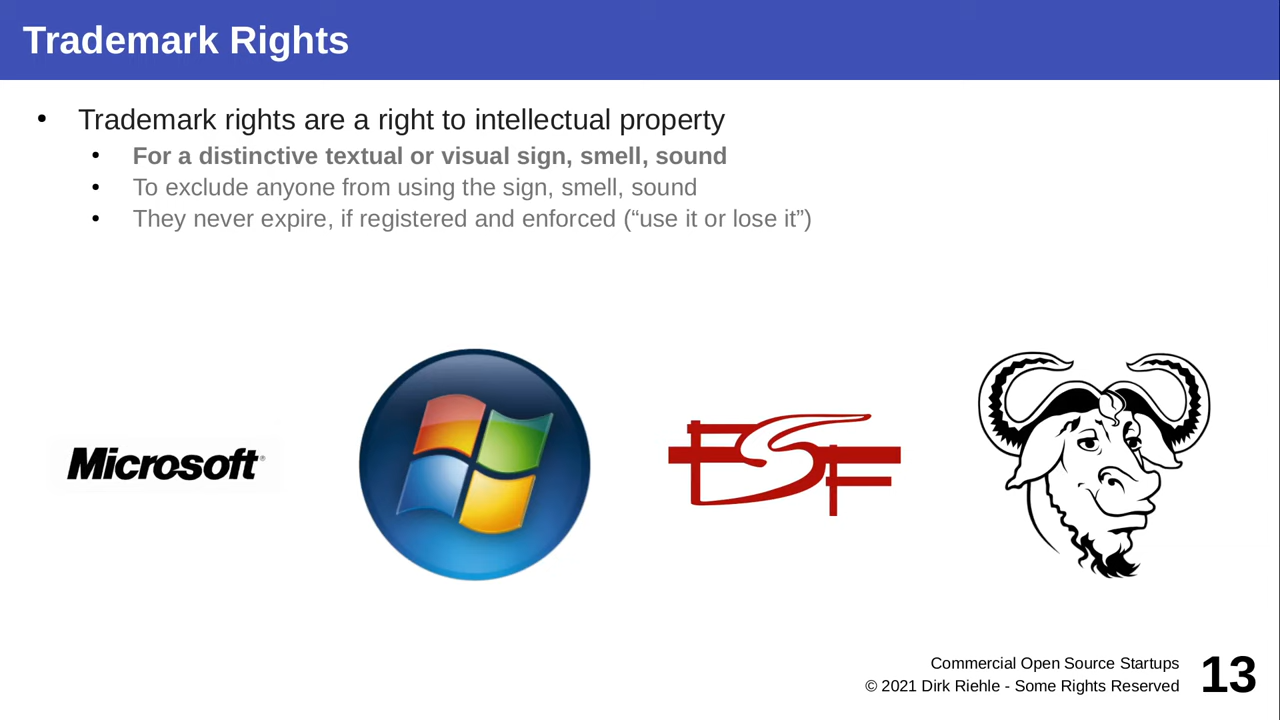 Trademark Rights
• Trademark rights are a right to intellectual property
• For a distinctive textual or visual sign, smell, sound
• To exclude anyone from using the sign, smell, sound
• They never expire, if registered and enforced (“use it or lose it”)
Microsoft®
FSF
Commercial Open Source Startups
© 2021 Dirk Riehle - Some Rights Reserved
13